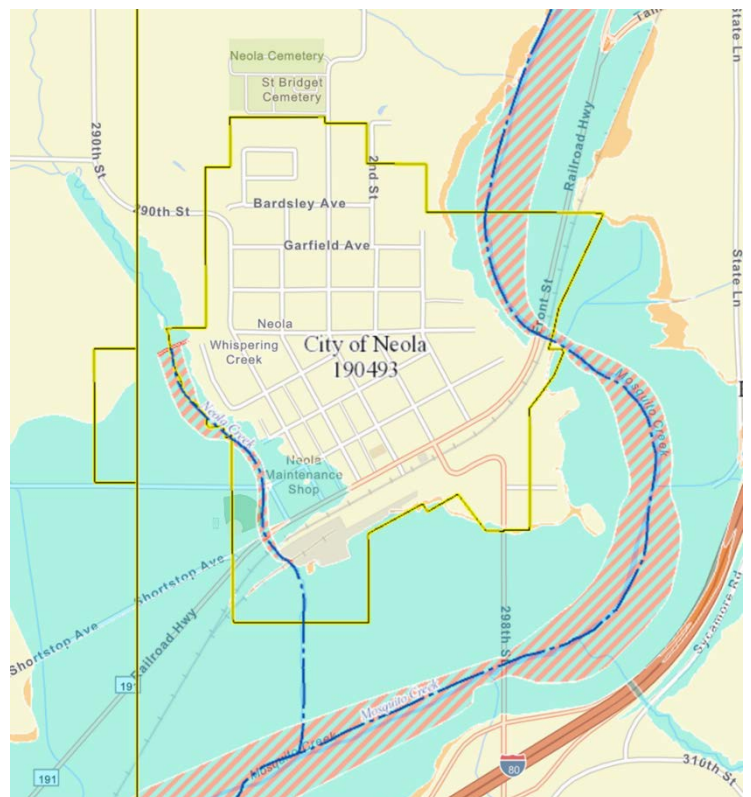 State Ln
Neola Cemetery
St Bridget
Cemetery
290th St
2nd St
Railroad Hwy
Bardsley Ave
290th St
Garfield Ave
State Ln
Front St
Neola
Whispering
Creek
City of Neola
190493
Mosquito Creek
Neola Creek
Neola
Maintenance
Shop
Shortstop Ave
Shortstop Ave
Railroad Hwy
298th St
Sycamore Rd
191
Mosquito Creek
Mosquito Creek
191
80
310th St